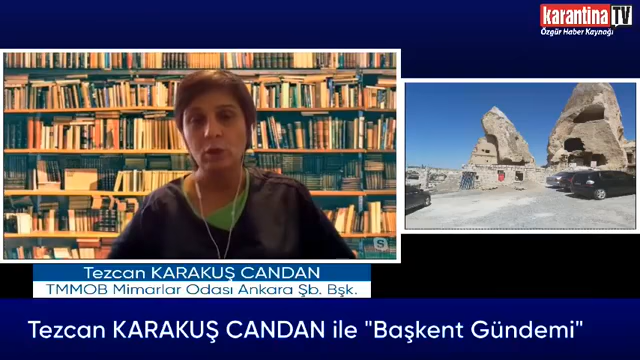 karantina TV
Özgür Haber Kaynağı
Tezcan KARAKUŞ CANDAN
TMMOB Mimarlar Odası Ankara Şb. Bşk.
Tezcan KARAKUŞ CANDAN ile "Başkent Gündemi"